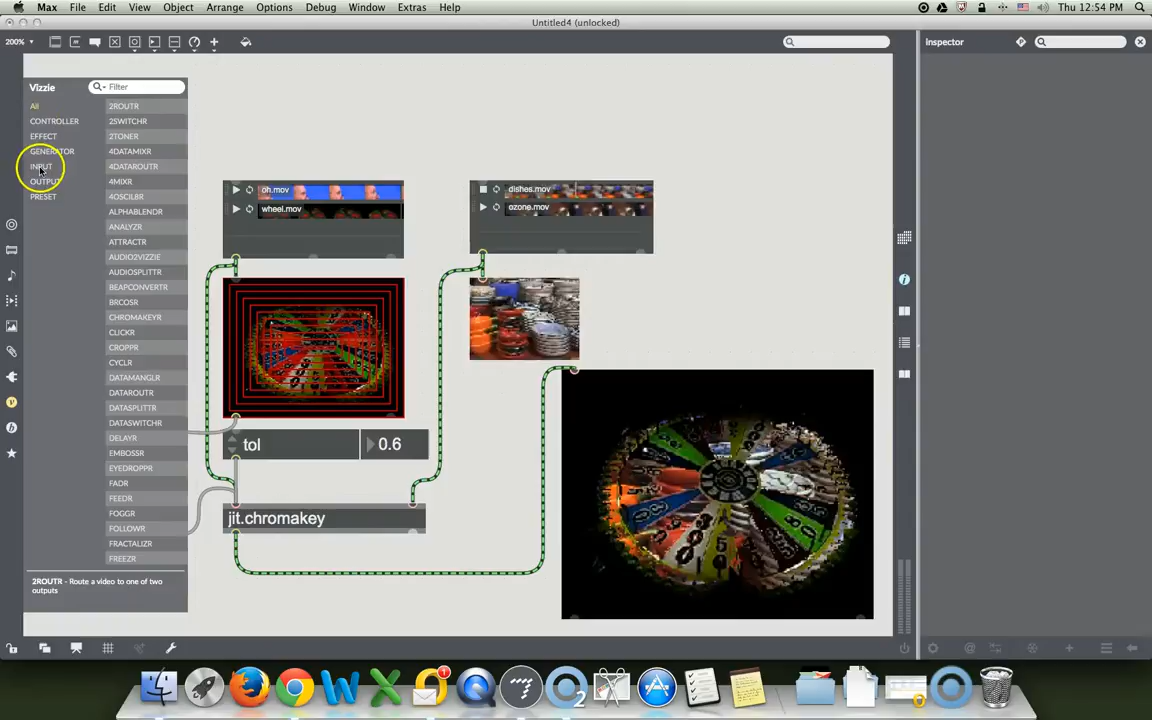 Max File Edit View Object Arrange Options Debug Window Extras Help
Thu 12:54 PM
Untitled4 (unlocked)
200%
Inspector
Vizzie
Filter
All
CONTROLLER
EFFECT
GENERATOR
INPUT
OUTPUT
PRESET
2ROUTR
2SWITCHR
2TONER
4DATAMIXR
4DATAROUTR
4MIXR
4OSCIL8R
ALPHABLENDR
ANALYZR
ATTRACTR
AUDIO2VIZZIE
AUDIOSPLITTR
BEAPCONVERTR
BRCOSR
CHROMAKEYR
CLICKR
CROPPR
CYCLR
DATAMANGLR
DATAROUTR
DATASPLITTR
DATASWITCHR
DELAYR
EMBOSSR
EYEDROPPR
FADR
FEEDR
FOGGR
FOLLOWR
FRACTALIZR
FREEZR
2ROUTR - Route a video to one of two
outputs
oh.mov
wheel.mov
dishes.mov
ozone.mov
tol
0.6
jit.chromakey
1
2